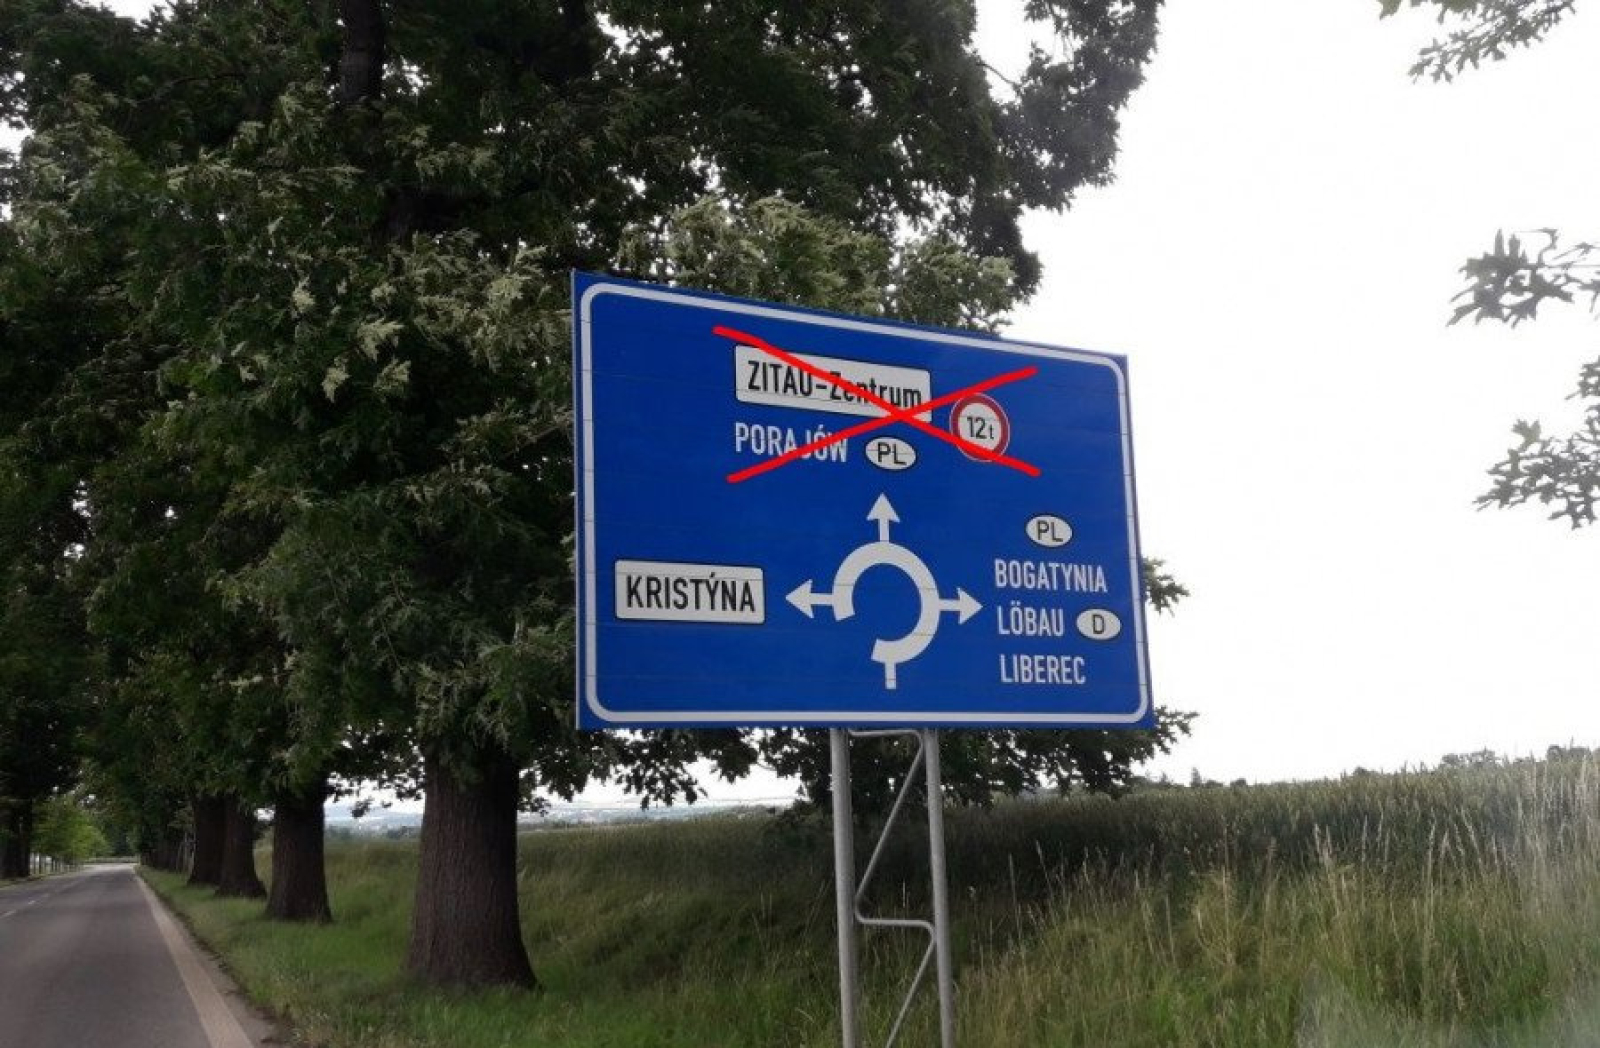 ZITAU-Zentrum
PORAJÓW PL
12t
PL
KRISTÝNA
BOGATYNIA
LÖBAU D
LIBEREC